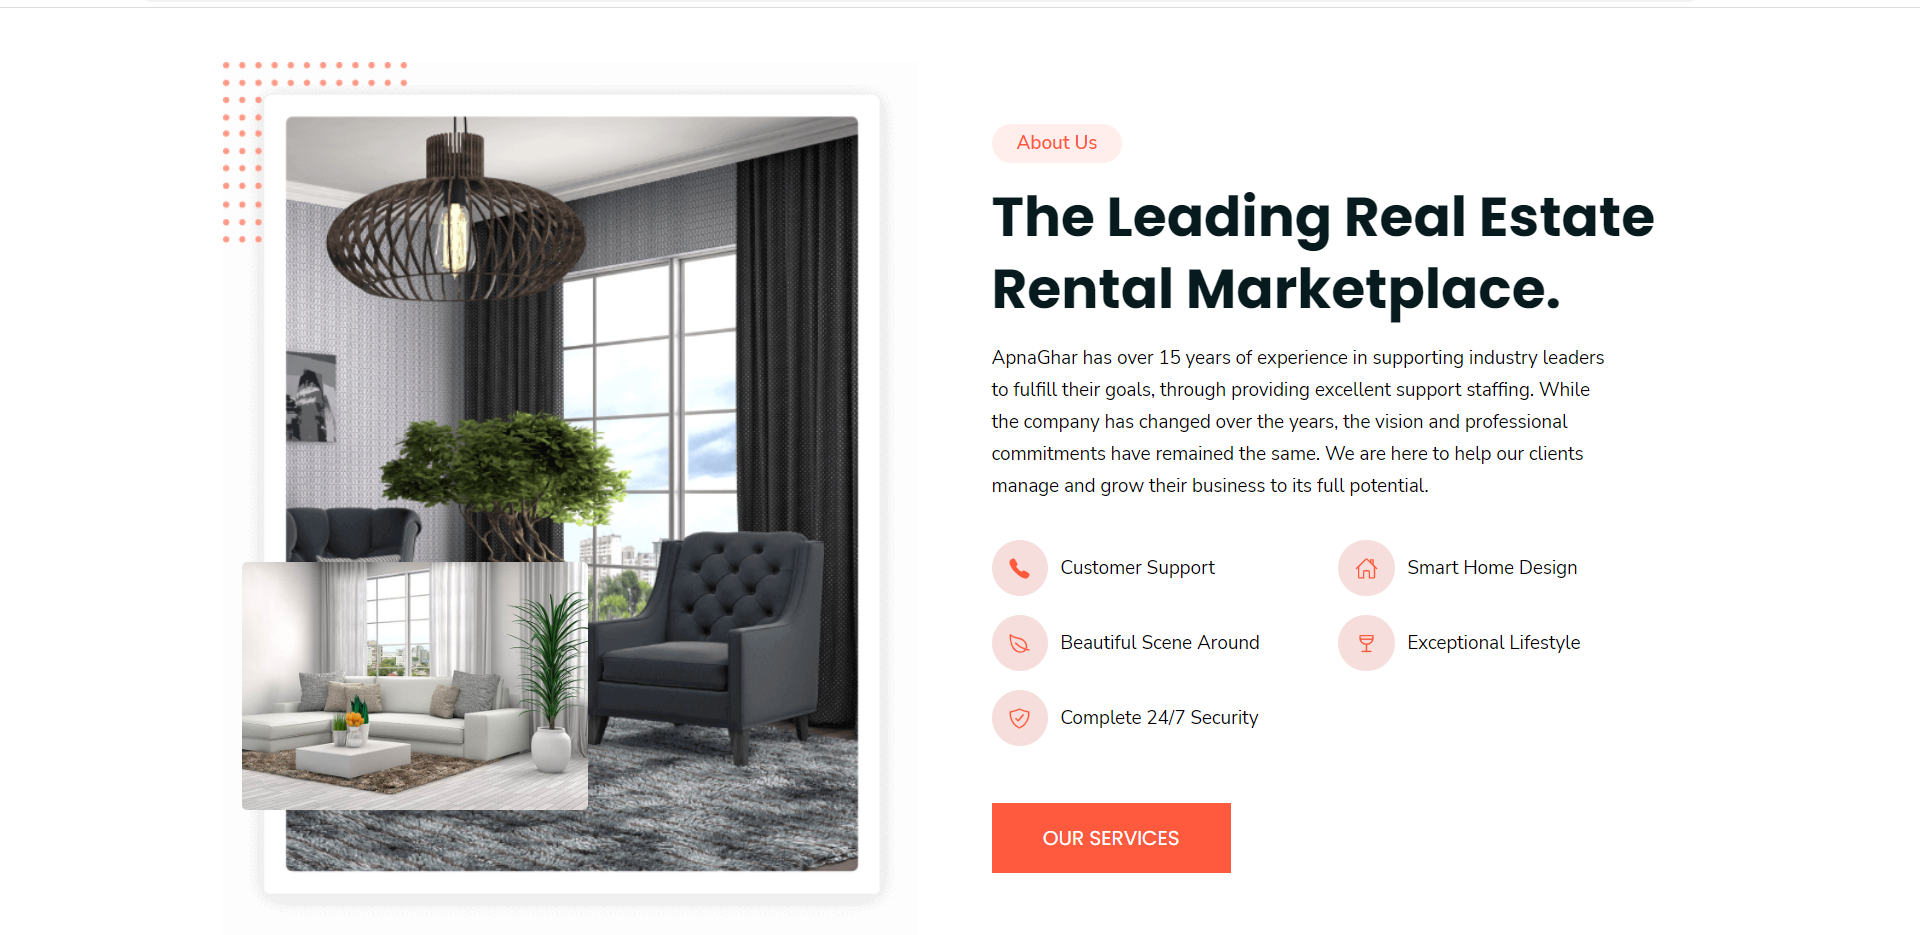 About Us
The Leading Real Estate
Rental Marketplace.
ApnaGhar has over 15 years of experience in supporting industry leaders
to fulfill their goals, through providing excellent support staffing. While
the company has changed over the years, the vision and professional
commitments have remained the same. We are here to help our clients
manage and grow their business to its full potential.
Customer Support
Smart Home Design
Beautiful Scene Around
Exceptional Lifestyle
Complete 24/7 Security
OUR SERVICES